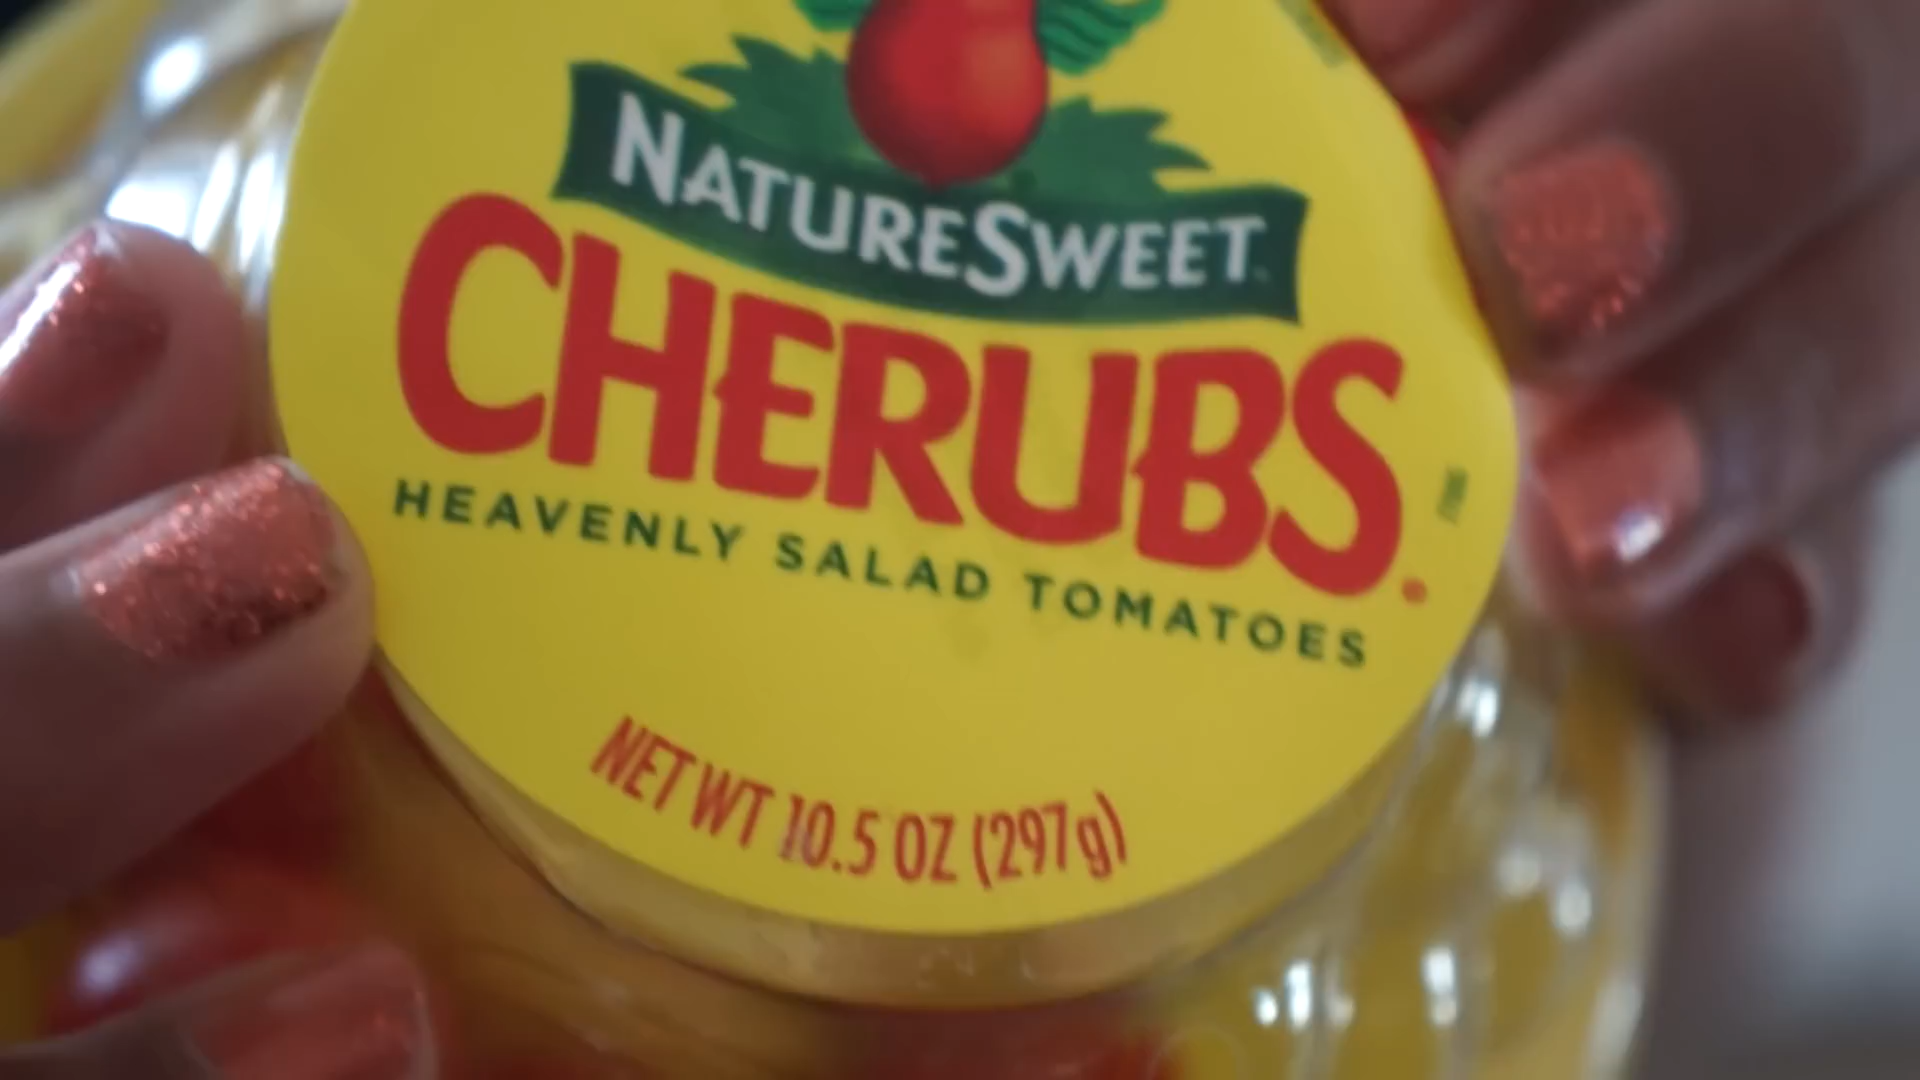 NATURESWEET
CHERUBS
HEAVENLY SALAD TOMATOES
NET WT 10.5 OZ (297g)